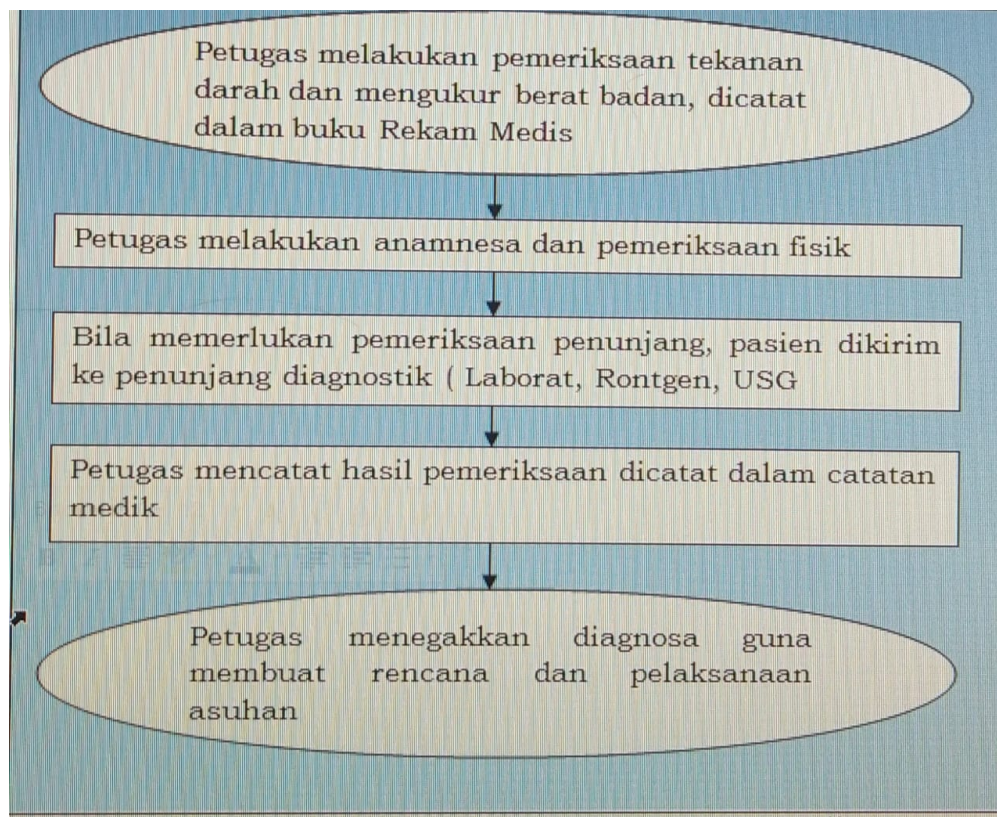 Petugas melakukan pemeriksaan tekanan
darah dan mengukur berat badan, dicatat
dalam buku Rekam Medis
Petugas melakukan anamnesa dan pemeriksaan fisik
Bila memerlukan pemeriksaan penunjang, pasien dikirim
ke penunjang diagnostik ( Laborat, Rontgen, USG
Petugas mencatat hasil pemeriksaan dicatat dalam catatan
medik
Petugas menegakkan diagnosa guna
membuat rencana dan pelaksanaan
asuhan